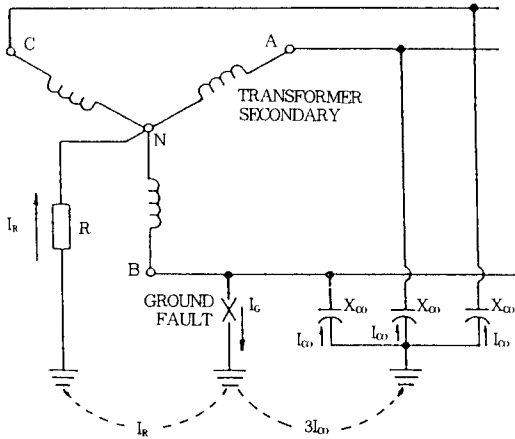 C
A
TRANSFORMER
SECONDARY
N
I_R
R
B
GROUND
FAULT
I_G
X_CO
X_CO
X_CO
I_CO
I_CO
I_CO
I_R
3I_CO